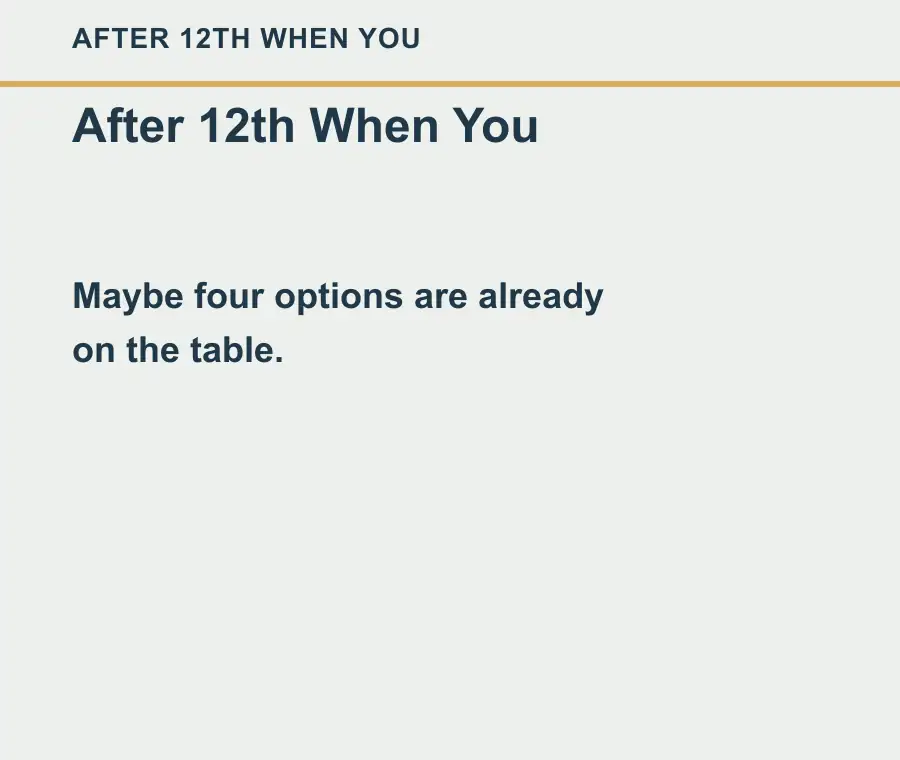 AFTER 12TH WHEN YOU
After 12th When You
Maybe four options are already
on the table.